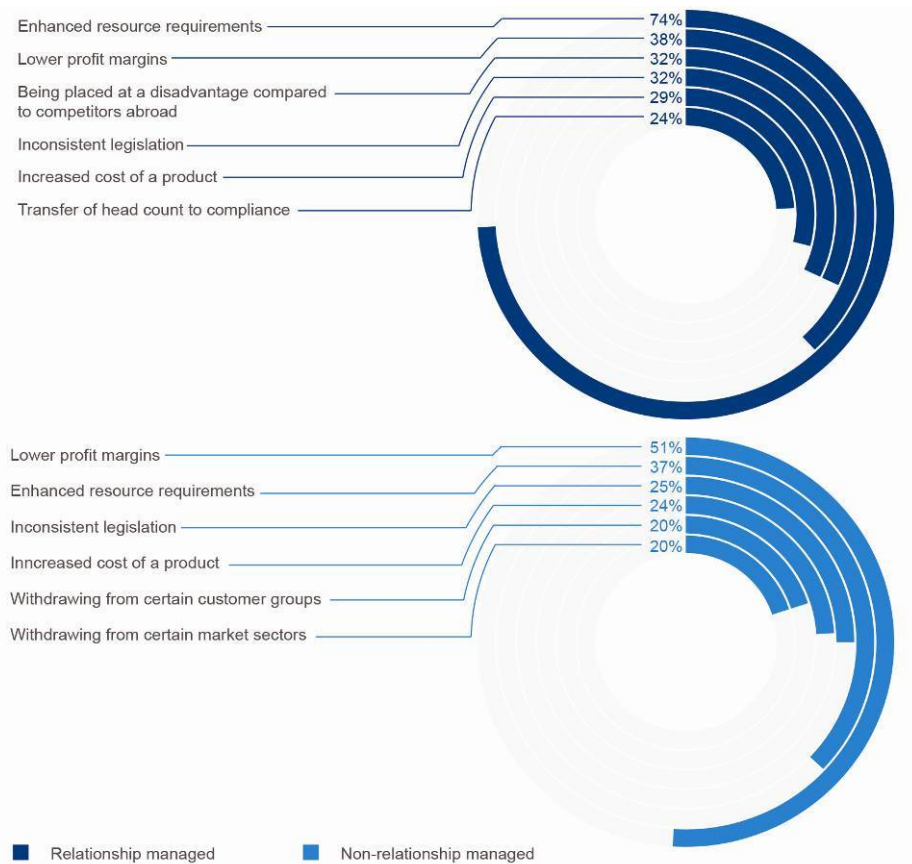 Enhanced resource requirements 74%
Lower profit margins 38%
Being placed at a disadvantage compared
to competitors abroad 32%
Inconsistent legislation 32%
Increased cost of a product 29%
Transfer of head count to compliance 24%
Lower profit margins 51%
Enhanced resource requirements 37%
Inconsistent legislation 25%
Inncreased cost of a product 24%
Withdrawing from certain customer groups 20%
Withdrawing from certain market sectors 20%
Relationship managed
Non-relationship managed